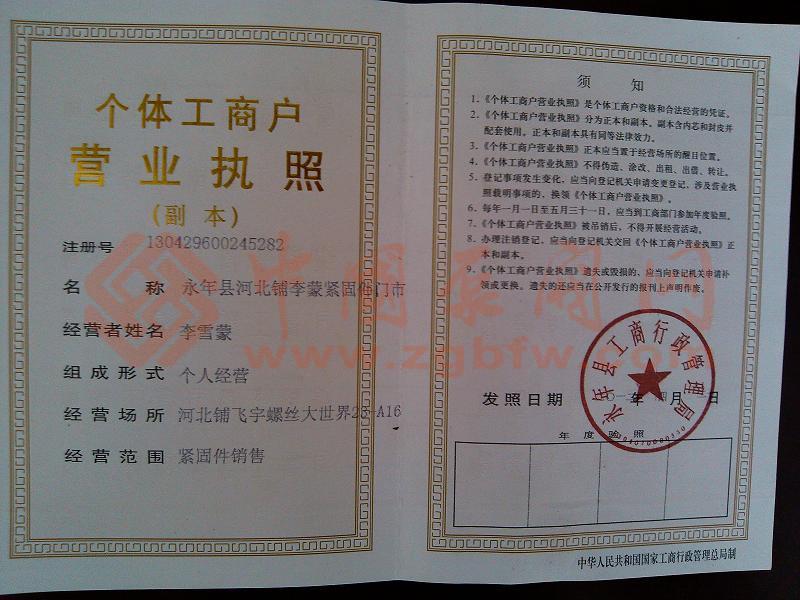 个体工商户
营业执照
(副本)
注册号 130429600245282
名称 永年县河北铺李蒙紧固件门市
经营者姓名 李雪蒙
组成形式 个人经营
经营场所 河北铺飞宇螺丝大世界23-A16
经营范围 紧固件销售
须知
1.《个体工商户营业执照》是个体工商户资格和合法经营的凭证。
2.《个体工商户营业执照》分为正本和副本。副本含内芯和封皮并
配套使用。正本和副本具有同等法律效力。
3.《个体工商户营业执照》正本应当置于经营场所的醒目位置。
4.《个体工商户营业执照》不得伪造、涂改、出租、出借、转让。
5.登记事项发生变化,应当向登记机关申请变更登记,涉及营业执
照载明事项的,换领《个体工商户营业执照》。
6.每年一月一日至五月三十一日,应当到工商部门参加年度验照。
7.《个体工商户营业执照》被吊销后,不得开展经营活动。
8.办理注销登记,应当向登记机关交回《个体工商户营业执照》正
本和副本。
9.《个体工商户营业执照》遗失或毁损的,应当向登记机关申请补
领或更换。遗失的还应当在公开发行的报刊上声明作废。
永年县工商行政管理局
发照日期 年 四月 日
年度验照
中华人民共和国国家工商行政管理总局制
中国泵阀网
www.zgbfw.com